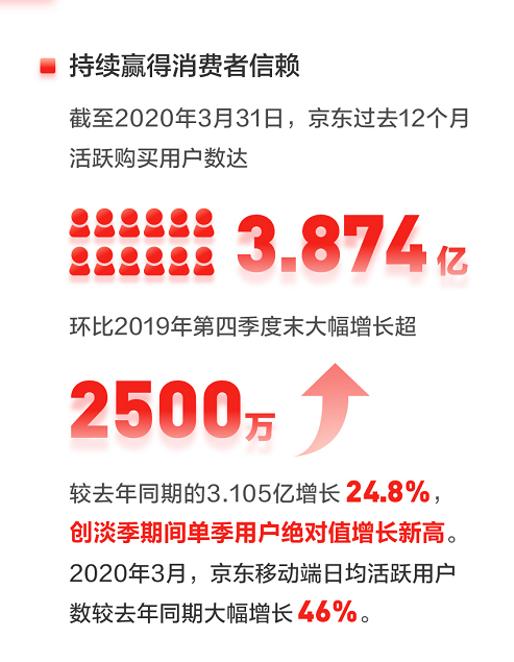 持续赢得消费者信赖
截至2020年3月31日，京东过去12个月
活跃购买用户数达
3.874亿
环比2019年第四季度末大幅增长超
2500万
较去年同期的3.105亿增长24.8%，
创淡季期间单季用户绝对值增长新高。
2020年3月，京东移动端日均活跃用户
数较去年同期大幅增长46%。